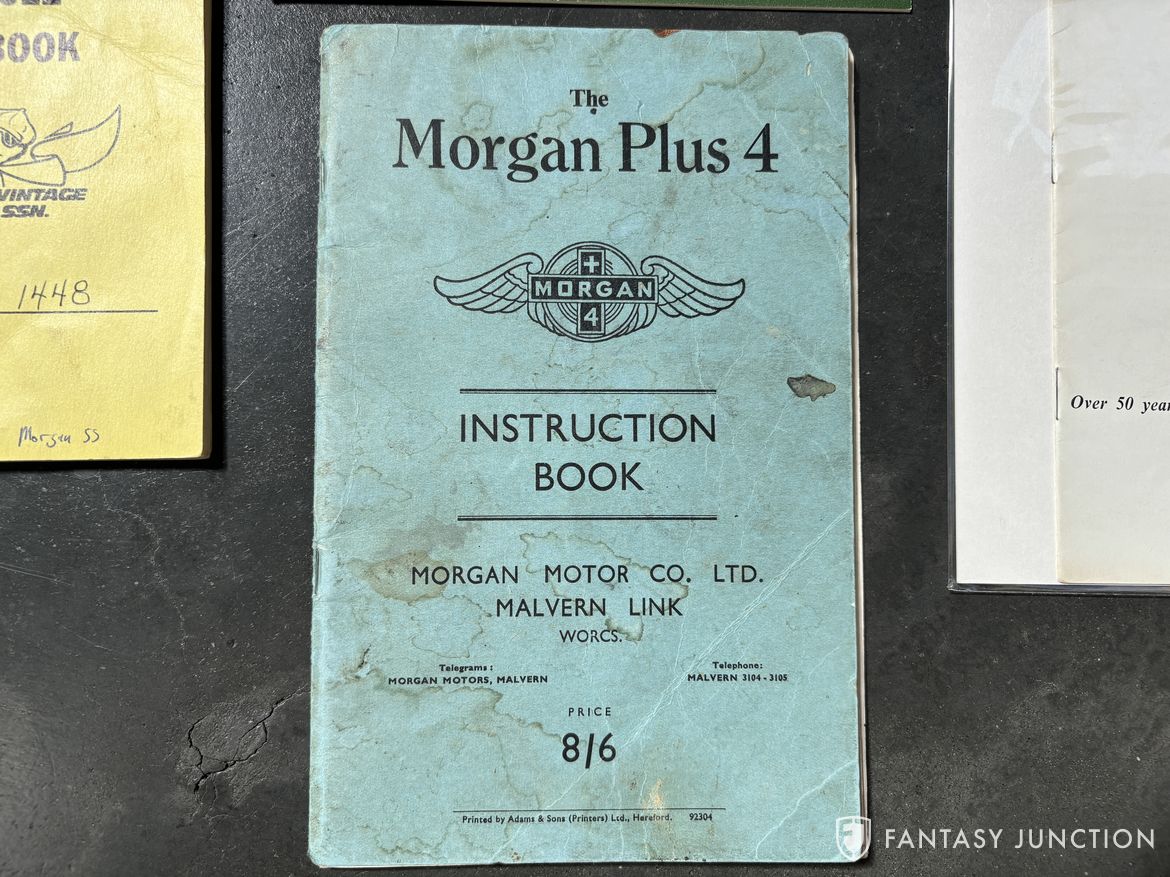 BOOK
VINTAGE
SSN.
1448
Morgan SS
The
Morgan Plus 4
+
MORGAN
4
INSTRUCTION
BOOK
MORGAN MOTOR CO. LTD.
MALVERN LINK
WORCS.
Telegrams :
MORGAN MOTORS, MALVERN
Telephone:
MALVERN 3104 - 3105
PRICE
8/6
Printed by Adams & Sons (Printers) Ltd., Hereford. 92304
Over 50 year
FANTASY JUNCTION